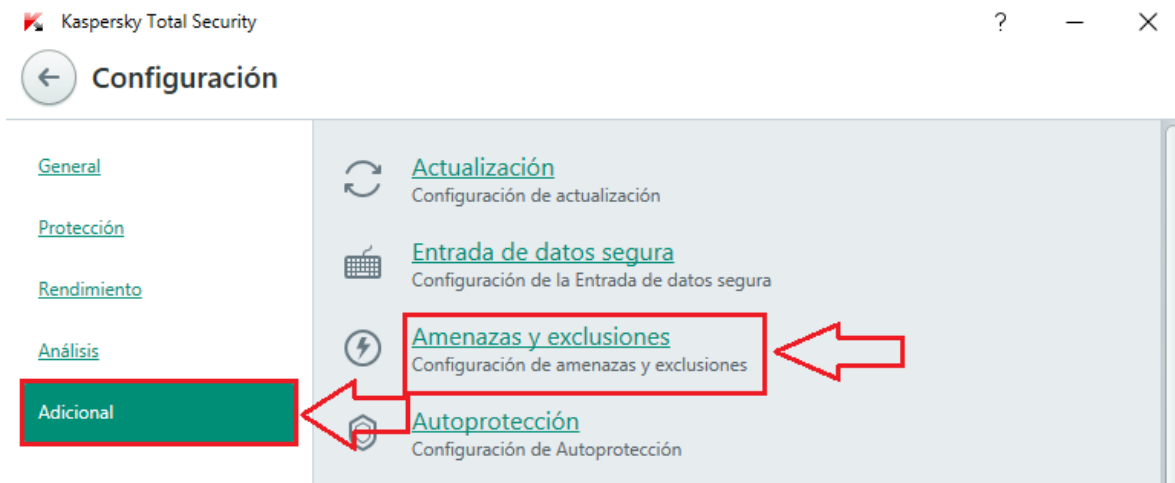 Kaspersky Total Security
Configuración
General
Protección
Rendimiento
Análisis
Adicional
Actualización
Configuración de actualización
Entrada de datos segura
Configuración de la Entrada de datos segura
Amenazas y exclusiones
Configuración de amenazas y exclusiones
Autoprotección
Configuración de Autoprotección